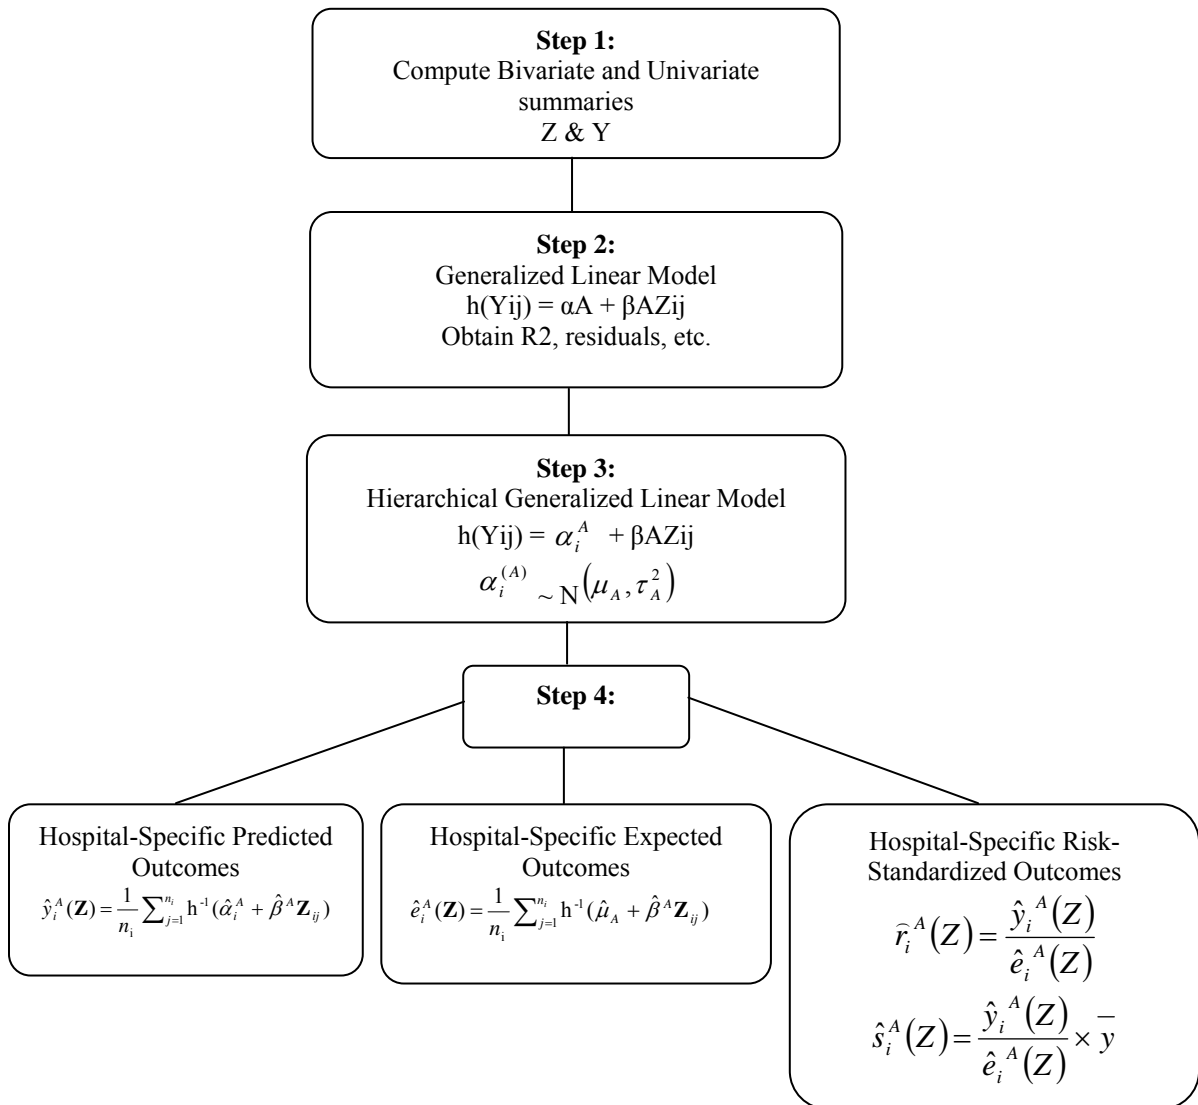 Step 1:
Compute Bivariate and Univariate
summaries
Z & Y
Step 2:
Generalized Linear Model
h(Yij) = αA + βAZij
Obtain R2, residuals, etc.
Step 3:
Hierarchical Generalized Linear Model
h(Yij) = α_i^A + βAZij
α_i^(A) ~ N(μ_A, τ_A^2)
Step 4:
Hospital-Specific Predicted
Outcomes
ŷ_i^A(Z) = 1/n_i ∑_{j=1}^{n_i} h^-1(α̂_i^A + β̂^A Z_ij)
Hospital-Specific Expected
Outcomes
ê_i^A(Z) = 1/n_i ∑_{j=1}^{n_i} h^-1(μ̂_A + β̂^A Z_ij)
Hospital-Specific Risk-
Standardized Outcomes
r̂_i^A(Z) = ŷ_i^A(Z) / ê_i^A(Z)
ŝ_i^A(Z) = ŷ_i^A(Z) / ê_i^A(Z) × ȳ